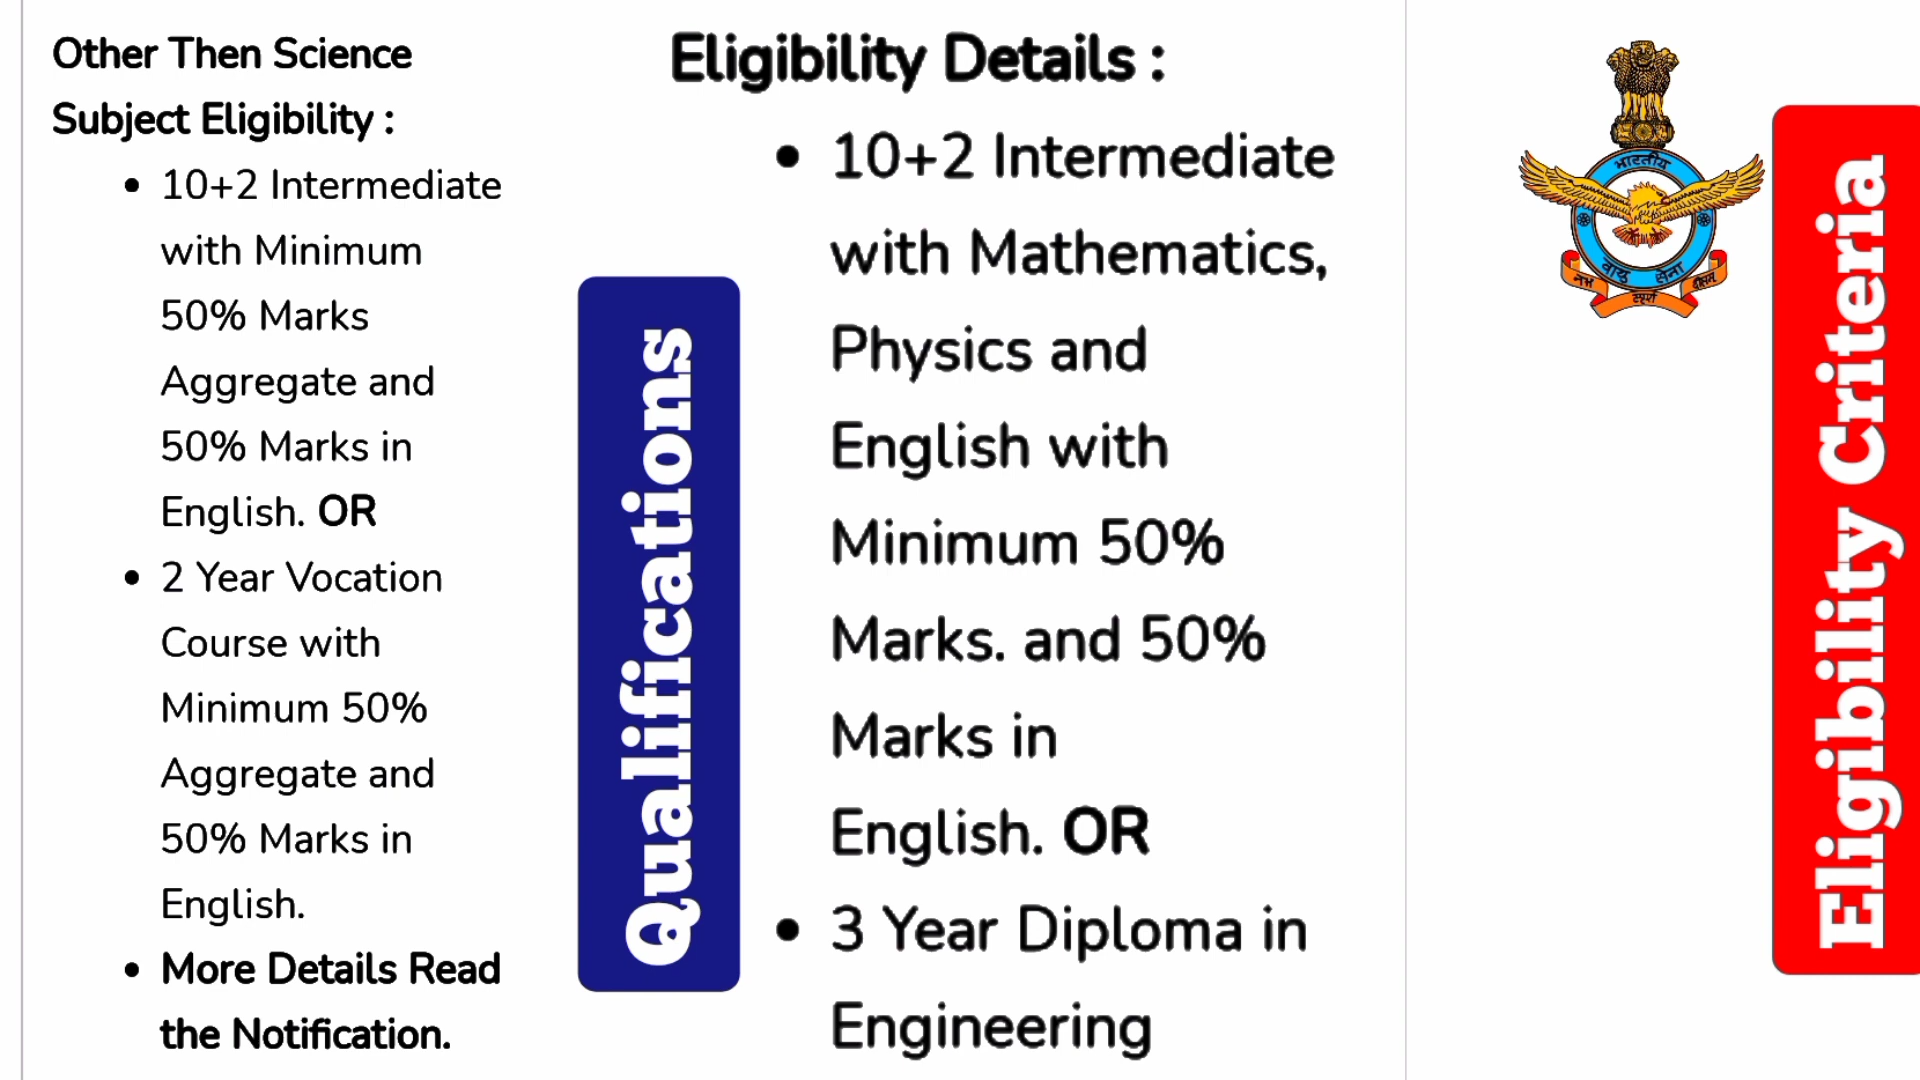 Other Then Science
Subject Eligibility :
• 10+2 Intermediate
with Minimum
50% Marks
Aggregate and
50% Marks in
English. OR
• 2 Year Vocation
Course with
Minimum 50%
Aggregate and
50% Marks in
English.
• More Details Read
the Notification.
Qualifications
Eligibility Details :
• 10+2 Intermediate
with Mathematics,
Physics and
English with
Minimum 50%
Marks. and 50%
Marks in
English. OR
• 3 Year Diploma in
Engineering
भारतीय
वायु सेना
नभः स्पृशं दीप्तम्
Eligibility Criteria